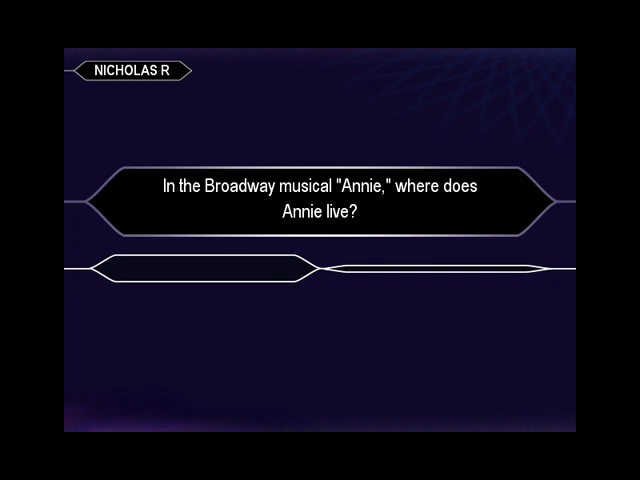 NICHOLAS R
In the Broadway musical "Annie," where does
Annie live?